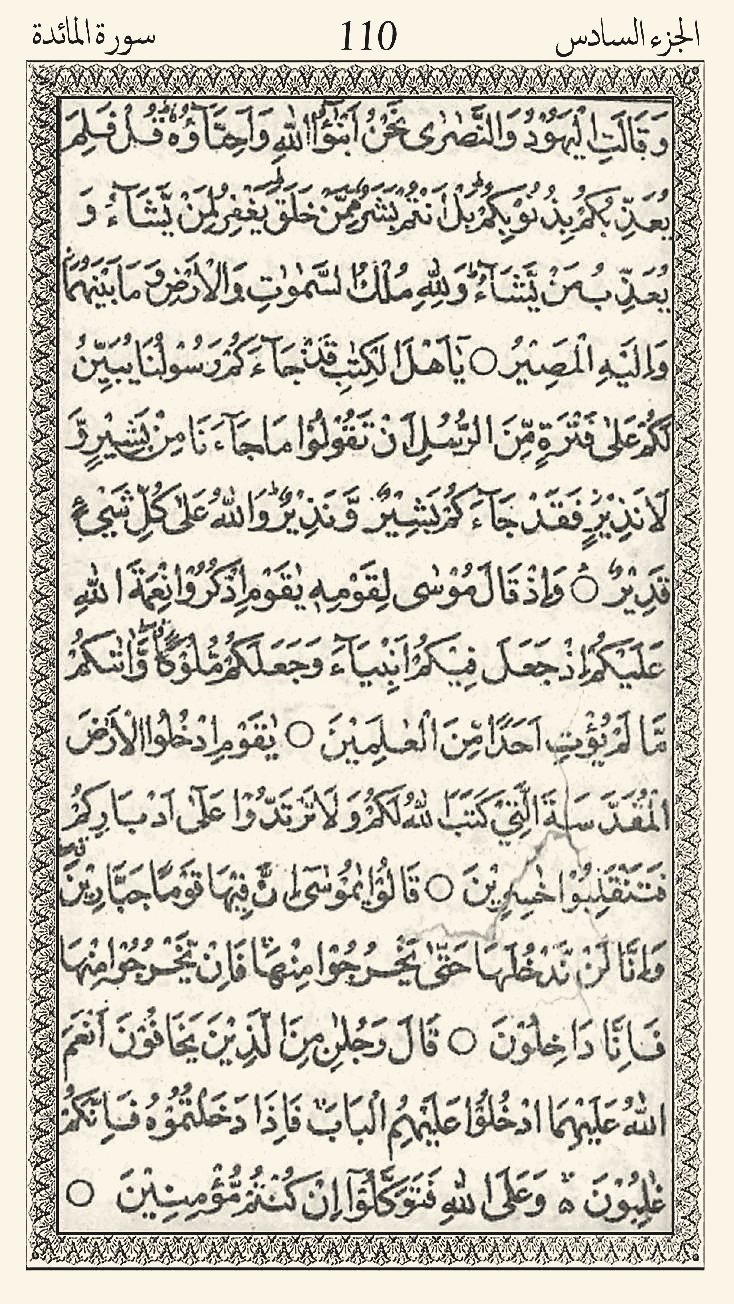 الجزء السادس 110 سورة المائدة
وَقَالَتِ الْيَهُوْدُ وَالنَّصٰرٰى نَحْنُ اَبْنٰٓؤُا اللّٰهِ وَاَحِبَّآؤُهٗ ؕ قُلْ فَلِمَ
يُعَذِّبُكُمْ بِذُنُوْبِكُمْ ؕ بَلْ اَنْتُمْ بَشَرٌ مِّمَّنْ خَلَقَ ؕ يَغْفِرُ لِمَنْ يَّشَآءُ وَ
يُعَذِّبُ مَنْ يَّشَآءُ ؕ وَلِلّٰهِ مُلْكُ السَّمٰوٰتِ وَالْاَرْضِ وَمَا بَيْنَهُمَا ؗ
وَاِلَيْهِ الْمَصِيْرُ ○ يٰۤاَهْلَ الْكِتٰبِ قَدْ جَآءَكُمْ رَسُوْلُنَا يُبَيِّنُ
لَكُمْ عَلٰى فَتْرَةٍ مِّنَ الرُّسُلِ اَنْ تَقُوْلُوْا مَا جَآءَنَا مِنْۢ بَشِيْرٍ وَّ
لَا نَذِيْرٍ ؗ فَقَدْ جَآءَكُمْ بَشِيْرٌ وَّنَذِيْرٌ ؕ وَاللّٰهُ عَلٰى كُلِّ شَيْءٍ
قَدِيْرٌ ○ وَاِذْ قَالَ مُوْسٰى لِقَوْمِهٖ يٰقَوْمِ اذْكُرُوْا نِعْمَةَ اللّٰهِ
عَلَيْكُمْ اِذْ جَعَلَ فِيْكُمْ اَنْۢبِيَآءَ وَجَعَلَكُمْ مُّلُوْكًا ۖۗ وَّاٰتٰىكُمْ
مَّا لَمْ يُؤْتِ اَحَدًا مِّنَ الْعٰلَمِيْنَ ○ يٰقَوْمِ ادْخُلُوا الْاَرْضَ
الْمُقَدَّسَةَ الَّتِيْ كَتَبَ اللّٰهُ لَكُمْ وَلَا تَرْتَدُّوْا عَلٰۤى اَدْبَارِكُمْ
فَتَنْقَلِبُوْا خٰسِرِيْنَ ○ قَالُوْا يٰمُوْسٰۤى اِنَّ فِيْهَا قَوْمًا جَبَّارِيْنَ ۖۗ
وَاِنَّا لَنْ نَّدْخُلَهَا حَتّٰى يَخْرُجُوْا مِنْهَا ۚ فَاِنْ يَّخْرُجُوْا مِنْهَا
فَاِنَّا دَاخِلُوْنَ ○ قَالَ رَجُلٰنِ مِنَ الَّذِيْنَ يَخَافُوْنَ اَنْعَمَ
اللّٰهُ عَلَيْهِمَا ادْخُلُوْا عَلَيْهِمُ الْبَابَ ۚ فَاِذَا دَخَلْتُمُوْهُ فَاِنَّكُمْ
غٰلِبُوْنَ ۬ۚ وَعَلَى اللّٰهِ فَتَوَكَّلُوْۤا اِنْ كُنْتُمْ مُّؤْمِنِيْنَ ○